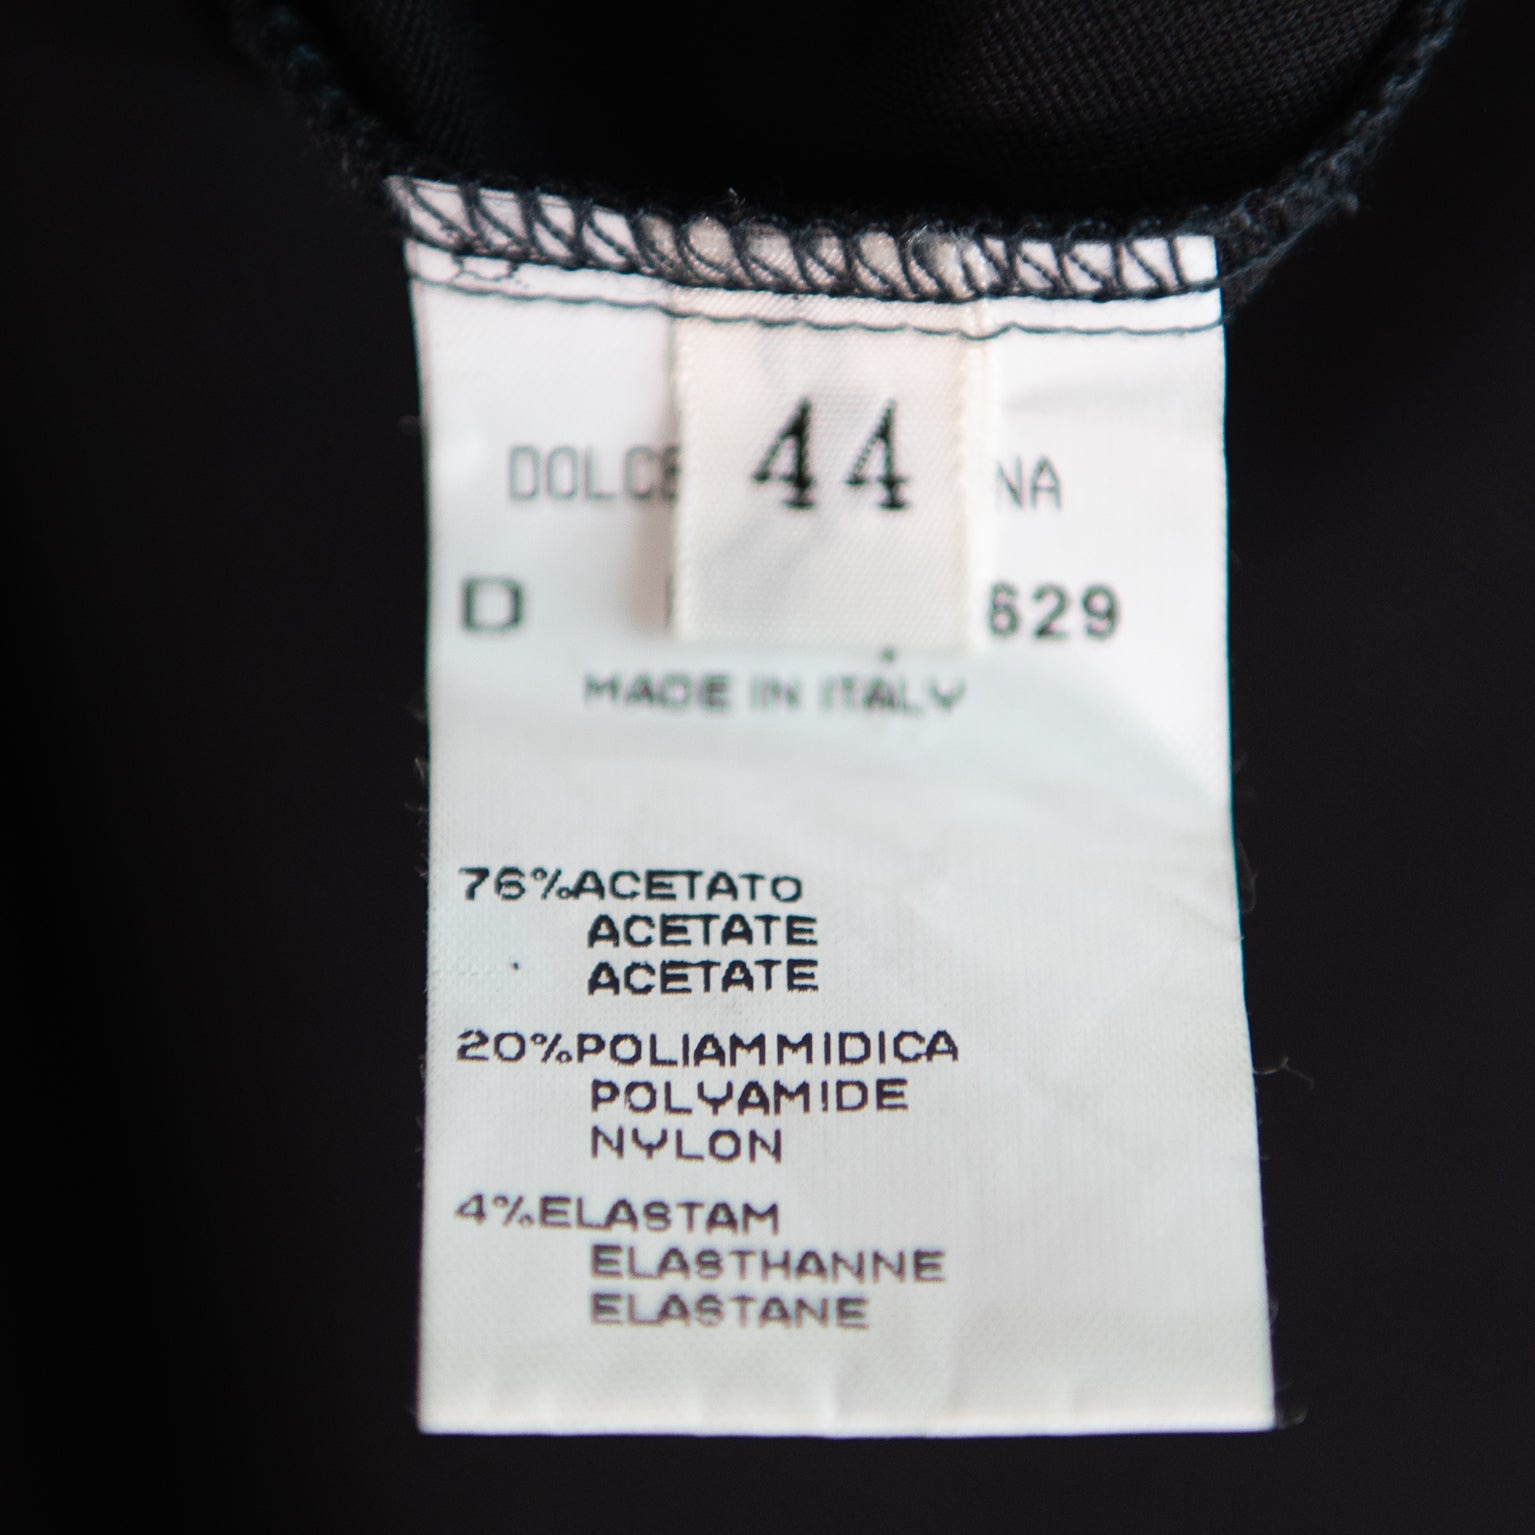 44
DOLCE NA
D 629
MADE IN ITALY
76%ACETATO
ACETATE
ACETATE
20%POLIAMMIDICA
POLYAMIDE
NYLON
4%ELASTAM
ELASTHANNE
ELASTANE